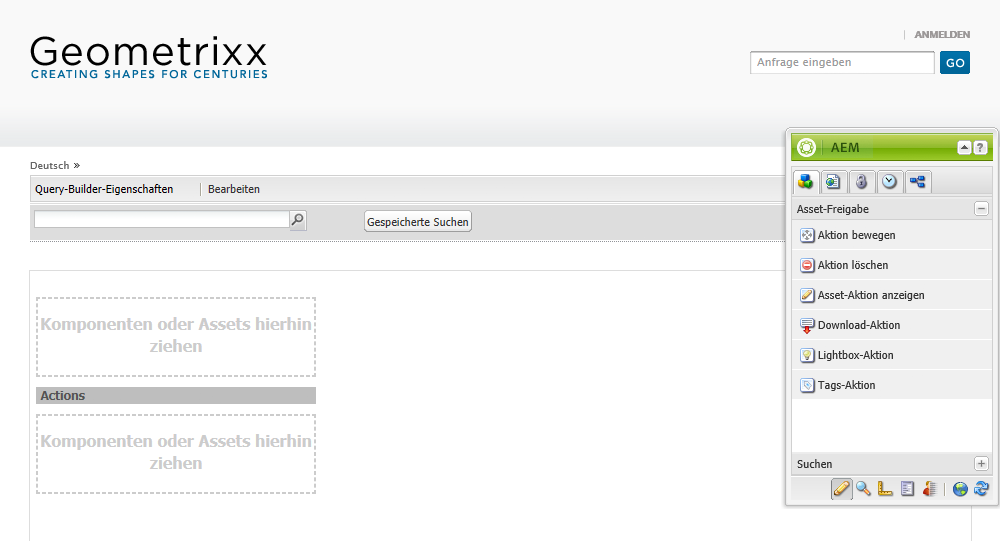 Geometrixx
CREATING SHAPES FOR CENTURIES
ANMELDEN
Anfrage eingeben
GO
AEM
?
Deutsch »
Query-Builder-Eigenschaften
Bearbeiten
Gespeicherte Suchen
Asset-Freigabe
Aktion bewegen
Aktion löschen
Asset-Aktion anzeigen
Download-Aktion
Lightbox-Aktion
Tags-Aktion
Suchen
Komponenten oder Assets hierhin
ziehen
Actions
Komponenten oder Assets hierhin
ziehen